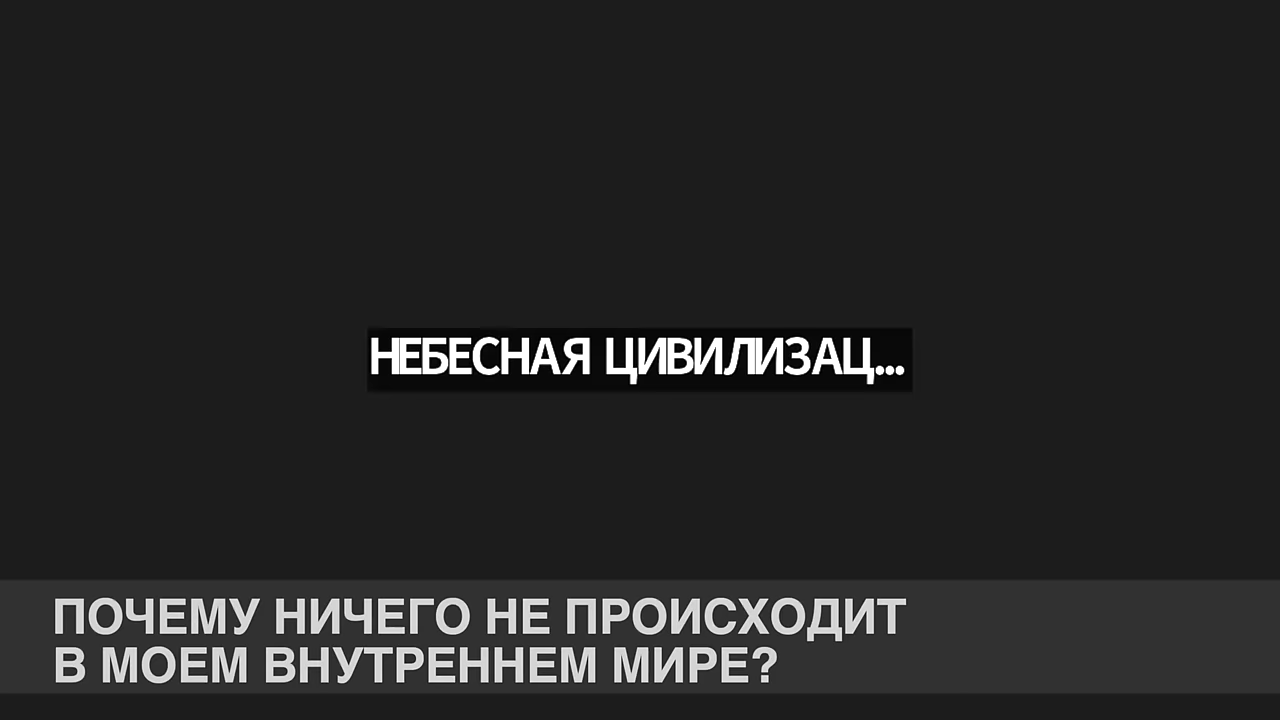 НЕБЕСНАЯ ЦИВИЛИЗАЦ...
ПОЧЕМУ НИЧЕГО НЕ ПРОИСХОДИТ
В МОЕМ ВНУТРЕННЕМ МИРЕ?